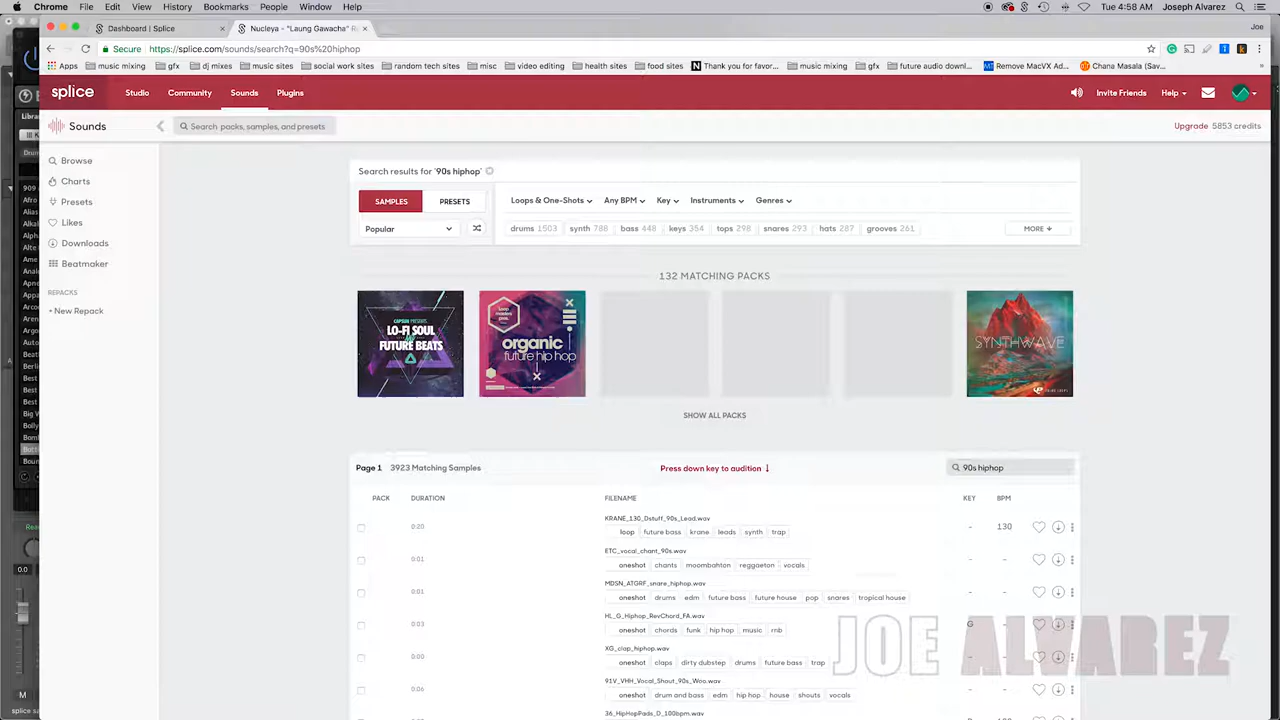 Chrome File Edit View History Bookmarks People Window Help
Tue 4:58 AM Joseph Alvarez
Dashboard | Splice
Nucleya - "Laung Gawacha" R
Joe
Secure https://splice.com/sounds/search?q=90s%20hiphop
Apps music mixing gfx dj mixes music sites social work sites random tech sites misc video editing health sites food sites Thank you for favor... music mixing gfx future audio downl... Remove MacVX Ad... Chana Masala (Sav...
splice Studio Community Sounds Plugins
Invite Friends Help
Sounds
Search packs, samples, and presets
Upgrade 5853 credits
Browse
Charts
Presets
Likes
Downloads
Beatmaker
REPACKS
+ New Repack
Search results for '90s hiphop'
SAMPLES PRESETS
Loops & One-Shots Any BPM Key Instruments Genres
Popular
drums 1503 synth 788 bass 448 keys 354 tops 298 snares 293 hats 287 grooves 261
MORE
132 MATCHING PACKS
CAPSUN PRESENTS
LO-FI SOUL
FUTURE BEATS
organic
future hip hop
SYNTHWAVE
SHOW ALL PACKS
Page 1 3923 Matching Samples
Press down key to audition
90s hiphop
PACK DURATION FILENAME KEY BPM
KRANE_130_Dstuff_90s_Lead.wav
0:20 loop future bass krane leads synth trap - 130
ETC_vocal_chant_90s.wav
0:01 oneshot chants moombahton reggaeton vocals - -
MDSN_ATGRF_snare_hiphop.wav
0:01 oneshot drums edm future bass future house pop snares tropical house - -
HL_G_Hiphop_RevChord_FA.wav
0:03 oneshot chords funk hip hop music rnb G -
XG_clap_hiphop.wav
0:00 oneshot claps dirty dubstep drums future bass trap
91V_VHH_Vocal_Shout_90s_Woo.wav
0:06 oneshot drum and bass edm hip hop house shouts vocals - -
36_HipHopPads_D_100bpm.wav
JOE ALVAREZ
909
Afro
Alias
0.0
M